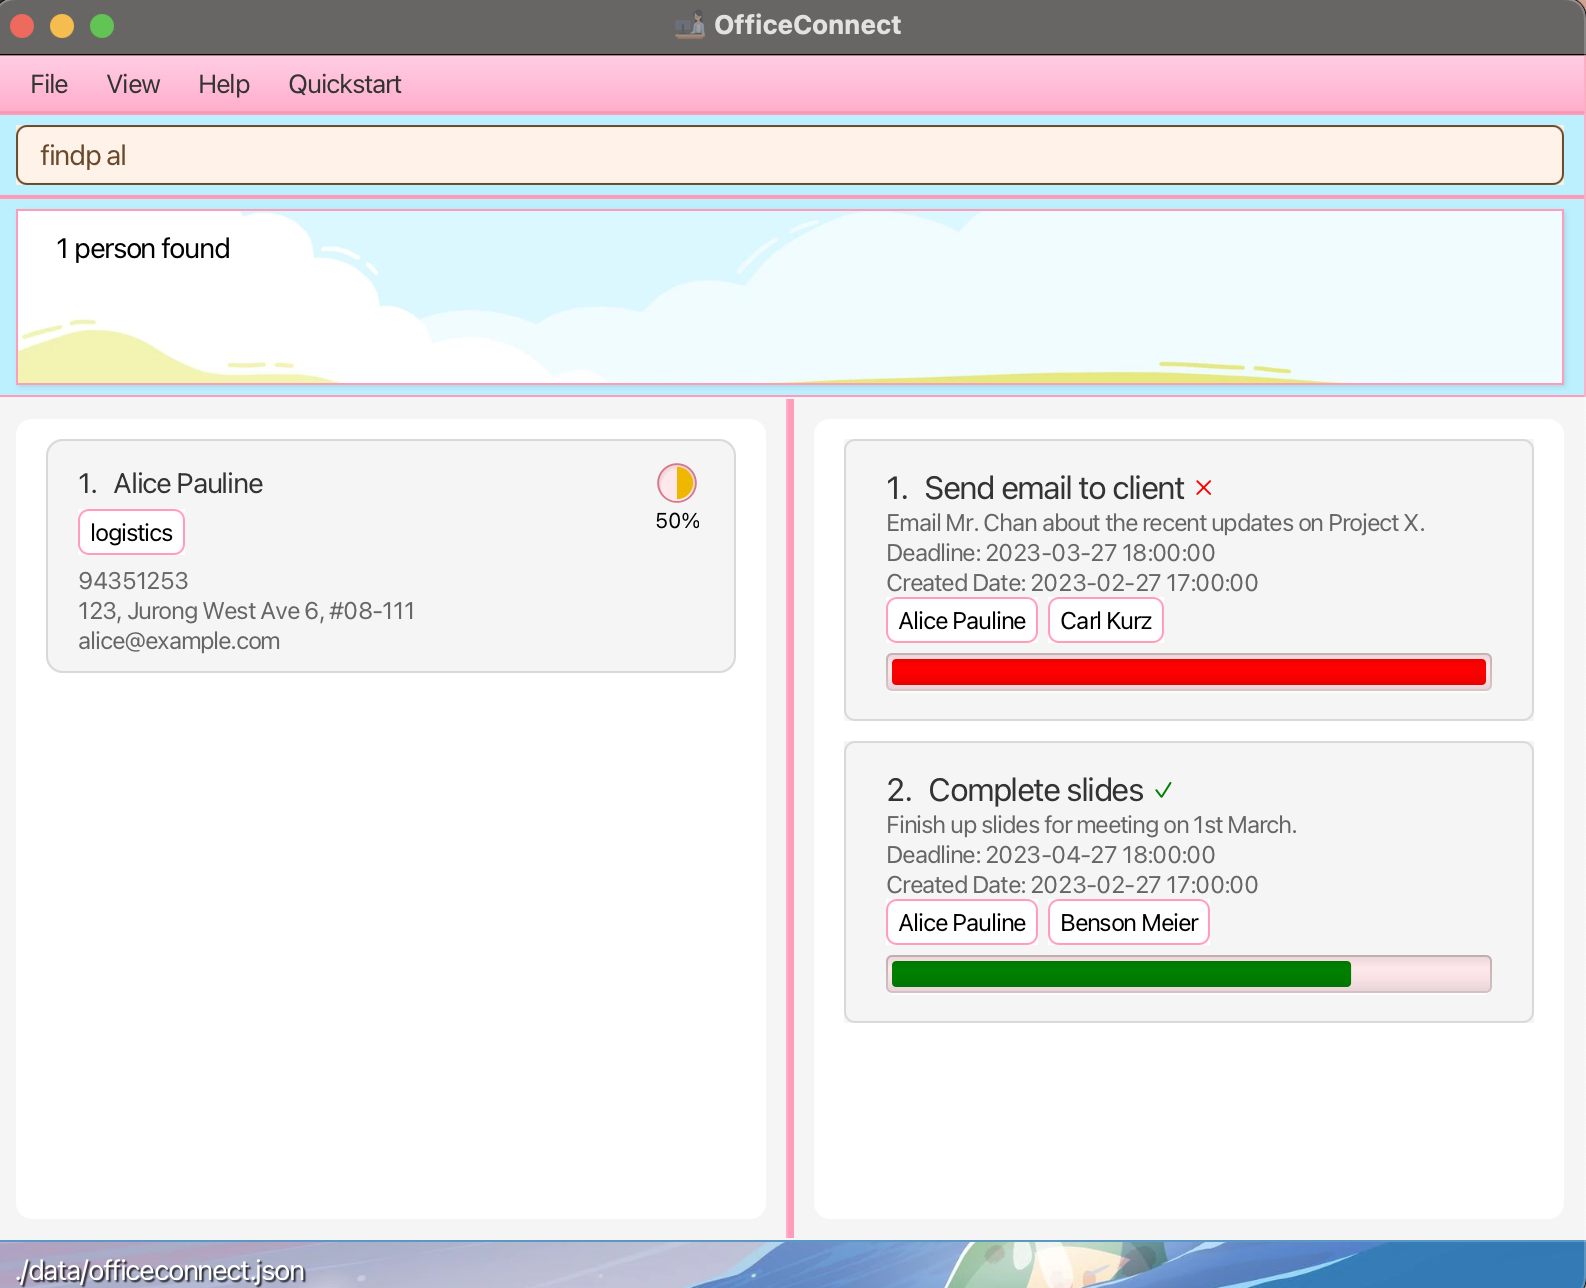 OfficeConnect
File View Help Quickstart
findp al
1 person found
1. Alice Pauline
50%
logistics
94351253
123, Jurong West Ave 6, #08-111
alice@example.com
1. Send email to client ✕
Email Mr. Chan about the recent updates on Project X.
Deadline: 2023-03-27 18:00:00
Created Date: 2023-02-27 17:00:00
Alice Pauline Carl Kurz
2. Complete slides ✓
Finish up slides for meeting on 1st March.
Deadline: 2023-04-27 18:00:00
Created Date: 2023-02-27 17:00:00
Alice Pauline Benson Meier
./data/officeconnect.json